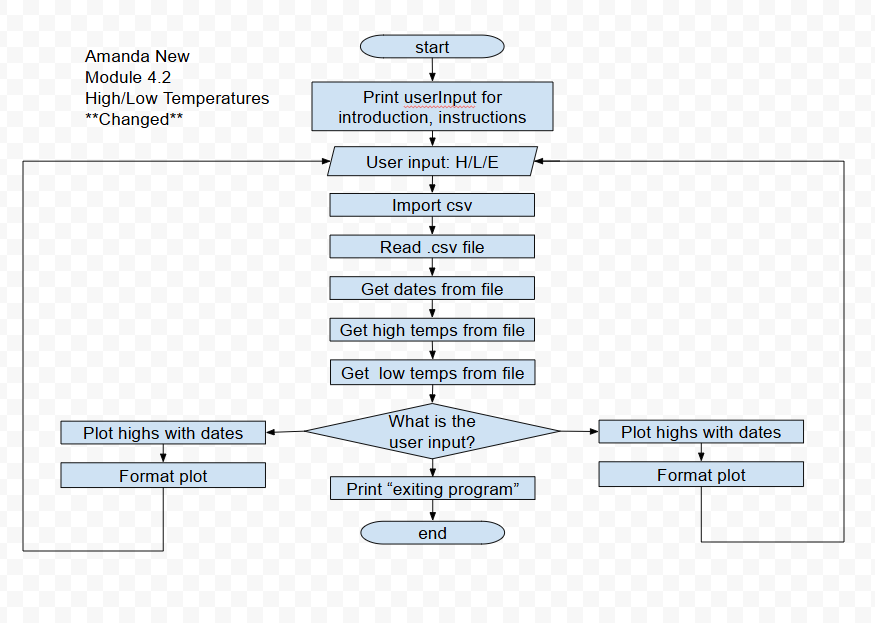 Amanda New
Module 4.2
High/Low Temperatures
**Changed**
start
Print userInput for
introduction, instructions
User input: H/L/E
Import csv
Read .csv file
Get dates from file
Get high temps from file
Get  low temps from file
What is the
user input?
Plot highs with dates
Format plot
Plot highs with dates
Format plot
Print “exiting program”
end